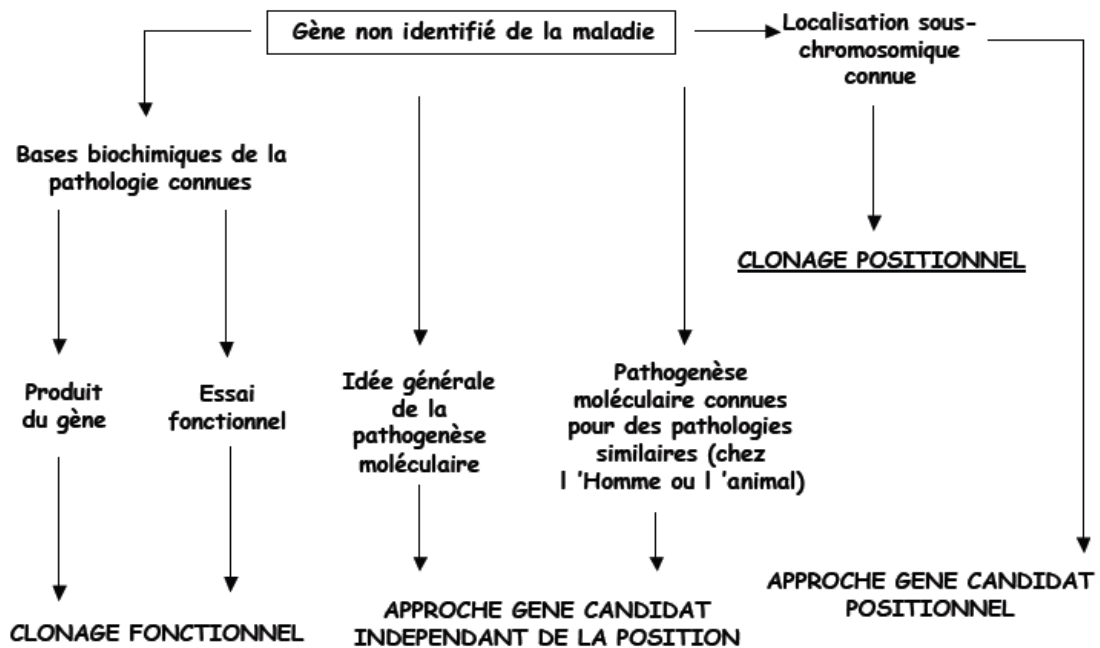 Gène non identifié de la maladie
Localisation sous-
chromosomique
connue
Bases biochimiques de la
pathologie connues
CLONAGE POSITIONNEL
Produit
du gène
Essai
fonctionnel
Idée générale
de la
pathogenèse
moléculaire
Pathogenèse
moléculaire connues
pour des pathologies
similaires (chez
l 'Homme ou l 'animal)
CLONAGE FONCTIONNEL
APPROCHE GENE CANDIDAT
INDEPENDANT DE LA POSITION
APPROCHE GENE CANDIDAT
POSITIONNEL